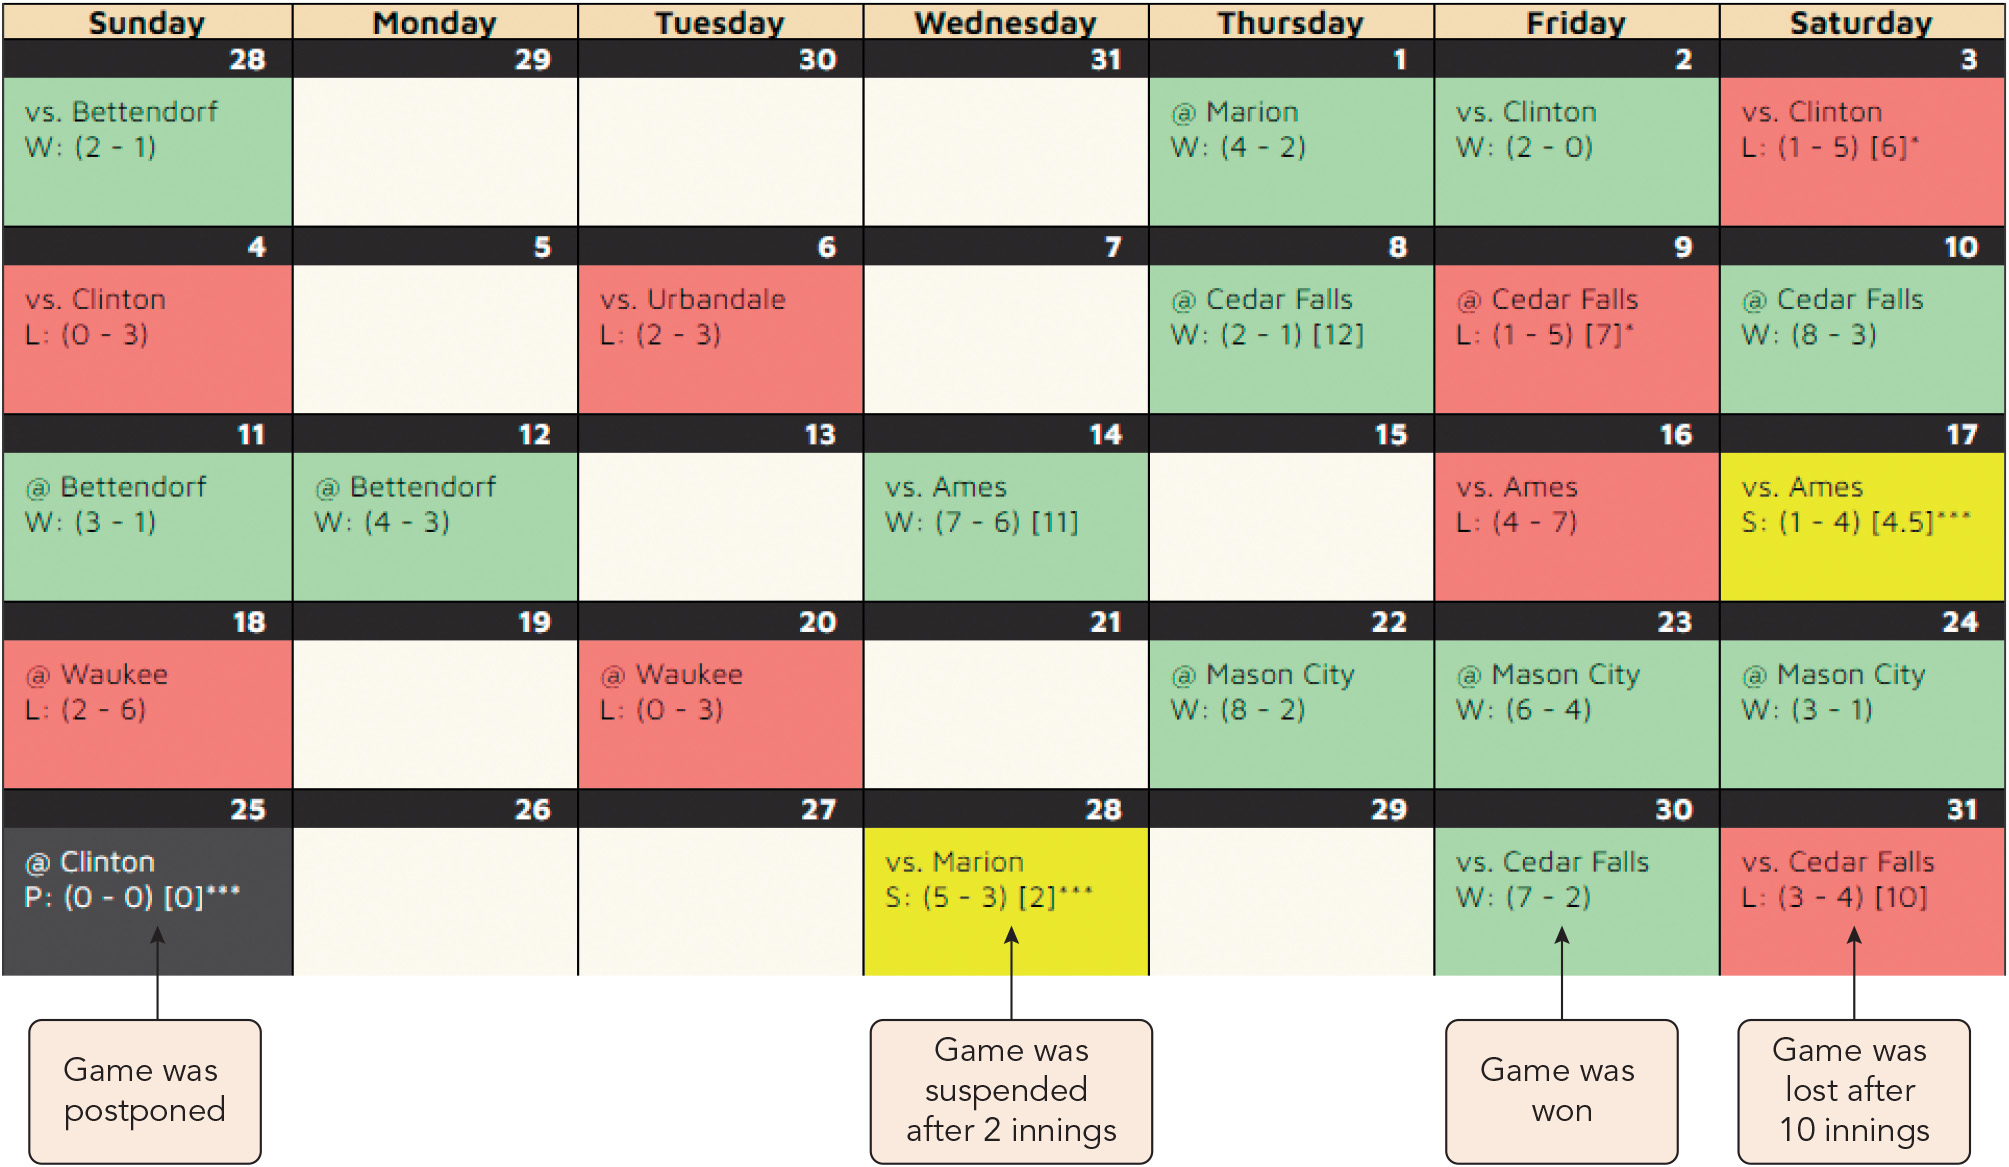 Sunday
Monday
Tuesday
Wednesday
Thursday
Friday
Saturday
28
29
30
31
1
2
3
vs. Bettendorf
W: (2 - 1)
@ Marion
W: (4 - 2)
vs. Clinton
W: (2 - 0)
vs. Clinton
L: (1 - 5) [6]*
4
5
6
7
8
9
10
vs. Clinton
L: (0 - 3)
vs. Urbandale
L: (2 - 3)
@ Cedar Falls
W: (2 - 1) [12]
@ Cedar Falls
L: (1 - 5) [7]*
@ Cedar Falls
W: (8 - 3)
11
12
13
14
15
16
17
@ Bettendorf
W: (3 - 1)
@ Bettendorf
W: (4 - 3)
vs. Ames
W: (7 - 6) [11]
vs. Ames
L: (4 - 7)
vs. Ames
S: (1 - 4) [4.5]***
18
19
20
21
22
23
24
@ Waukee
L: (2 - 6)
@ Waukee
L: (0 - 3)
@ Mason City
W: (8 - 2)
@ Mason City
W: (6 - 4)
@ Mason City
W: (3 - 1)
25
26
27
28
29
30
31
@ Clinton
P: (0 - 0) [0]***
vs. Marion
S: (5 - 3) [2]***
vs. Cedar Falls
W: (7 - 2)
vs. Cedar Falls
L: (3 - 4) [10]
Game was
postponed
Game was
suspended
after 2 innings
Game was
won
Game was
lost after
10 innings